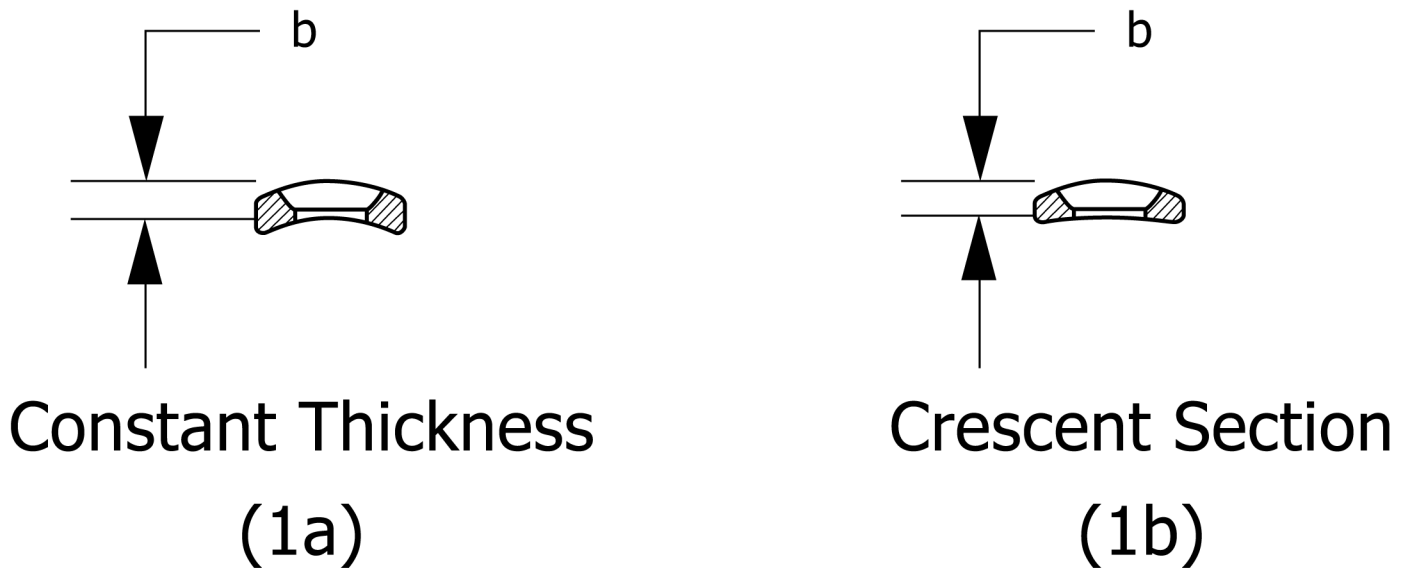 b
b
Constant Thickness
Crescent Section
(1a)
(1b)